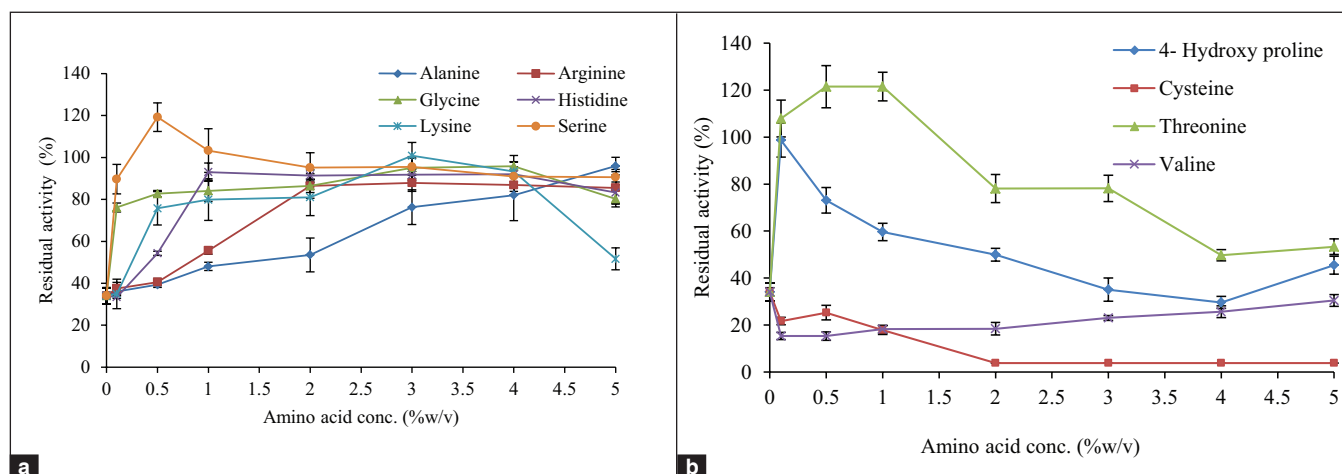 140
120
100
80
60
40
20
0
Residual activity (%)
Alanine Arginine
Glycine Histidine
Lysine Serine
0 0.5 1 1.5 2 2.5 3 3.5 4 4.5 5
Amino acid conc. (%w/v)
a
140
120
100
80
60
40
20
0
Residual activity (%)
4- Hydroxy proline
Cysteine
Threonine
Valine
0 0.5 1 1.5 2 2.5 3 3.5 4 4.5 5
Amino acid conc. (%w/v)
b